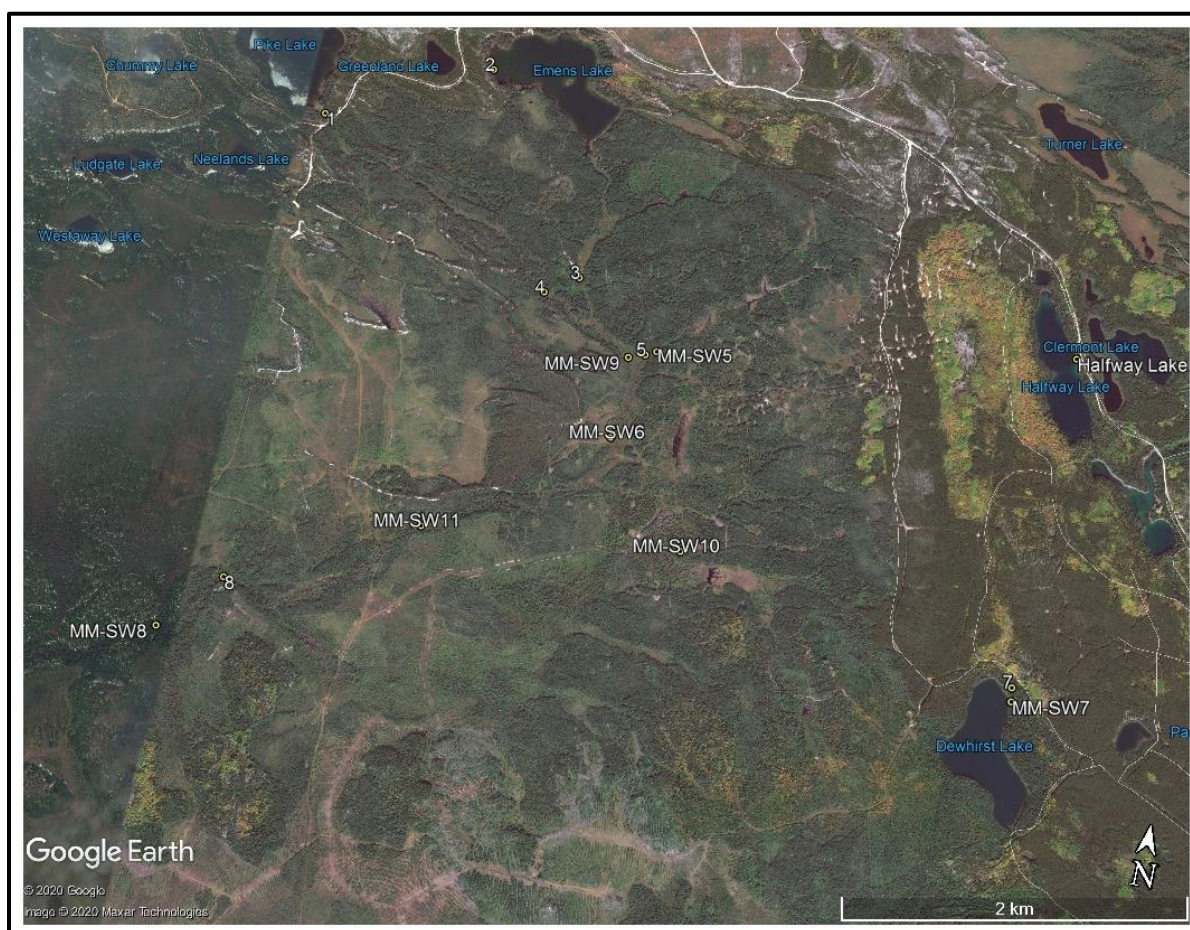 Pike Lake
Chummy Lake
Greenland Lake
2
Emens Lake
1
Turner Lake
Ludgate Lake
Neelands Lake
Westaway Lake
3
4
MM-SW9
5
MM-SW5
Clermont Lake
Halfway Lake
Halfway Lake
MM-SW6
MM-SW11
MM-SW10
8
MM-SW8
7
MM-SW7
Pa
Dewhirst Lake
Google Earth
N
© 2020 Google
Image © 2020 Maxar Technologies
2 km